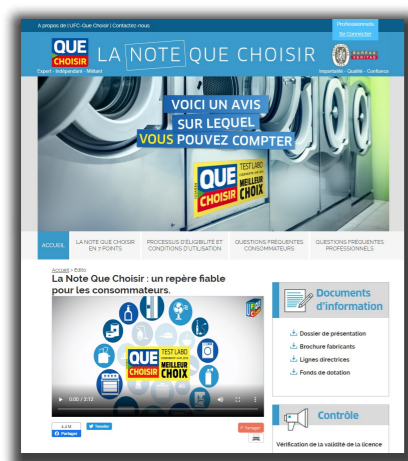 A propos de l'UFC-Que Choisir | Contactez-nous
Professionnels
Se Connecter
QUE
CHOISIR
Expert - Indépendant - Militant
LA NOTE QUE CHOISIR
BUREAU
VERITAS
Impartialité - Qualité - Confiance
VOICI UN AVIS
SUR LEQUEL
VOUS POUVEZ COMPTER
QUE
CHOISIR
TEST LABO
MEILLEUR
CHOIX
ACCUEIL
LA NOTE QUE CHOISIR
EN 7 POINTS
PROCESSUS D'ÉLIGIBILITÉ ET
CONDITIONS D'UTILISATION
QUESTIONS FRÉQUENTES
CONSOMMATEURS
QUESTIONS FRÉQUENTES
PROFESSIONNELS
Accueil > Édito
La Note Que Choisir : un repère fiable
pour les consommateurs.
QUE
CHOISIR
TEST LABO
MEILLEUR
CHOIX
0:00 / 2:12
Partager
Tweeter
Partager
Documents
d'information
Dossier de présentation
Brochure fabricants
Lignes directrices
Fonds de dotation
Contrôle
Vérification de la validité de la licence